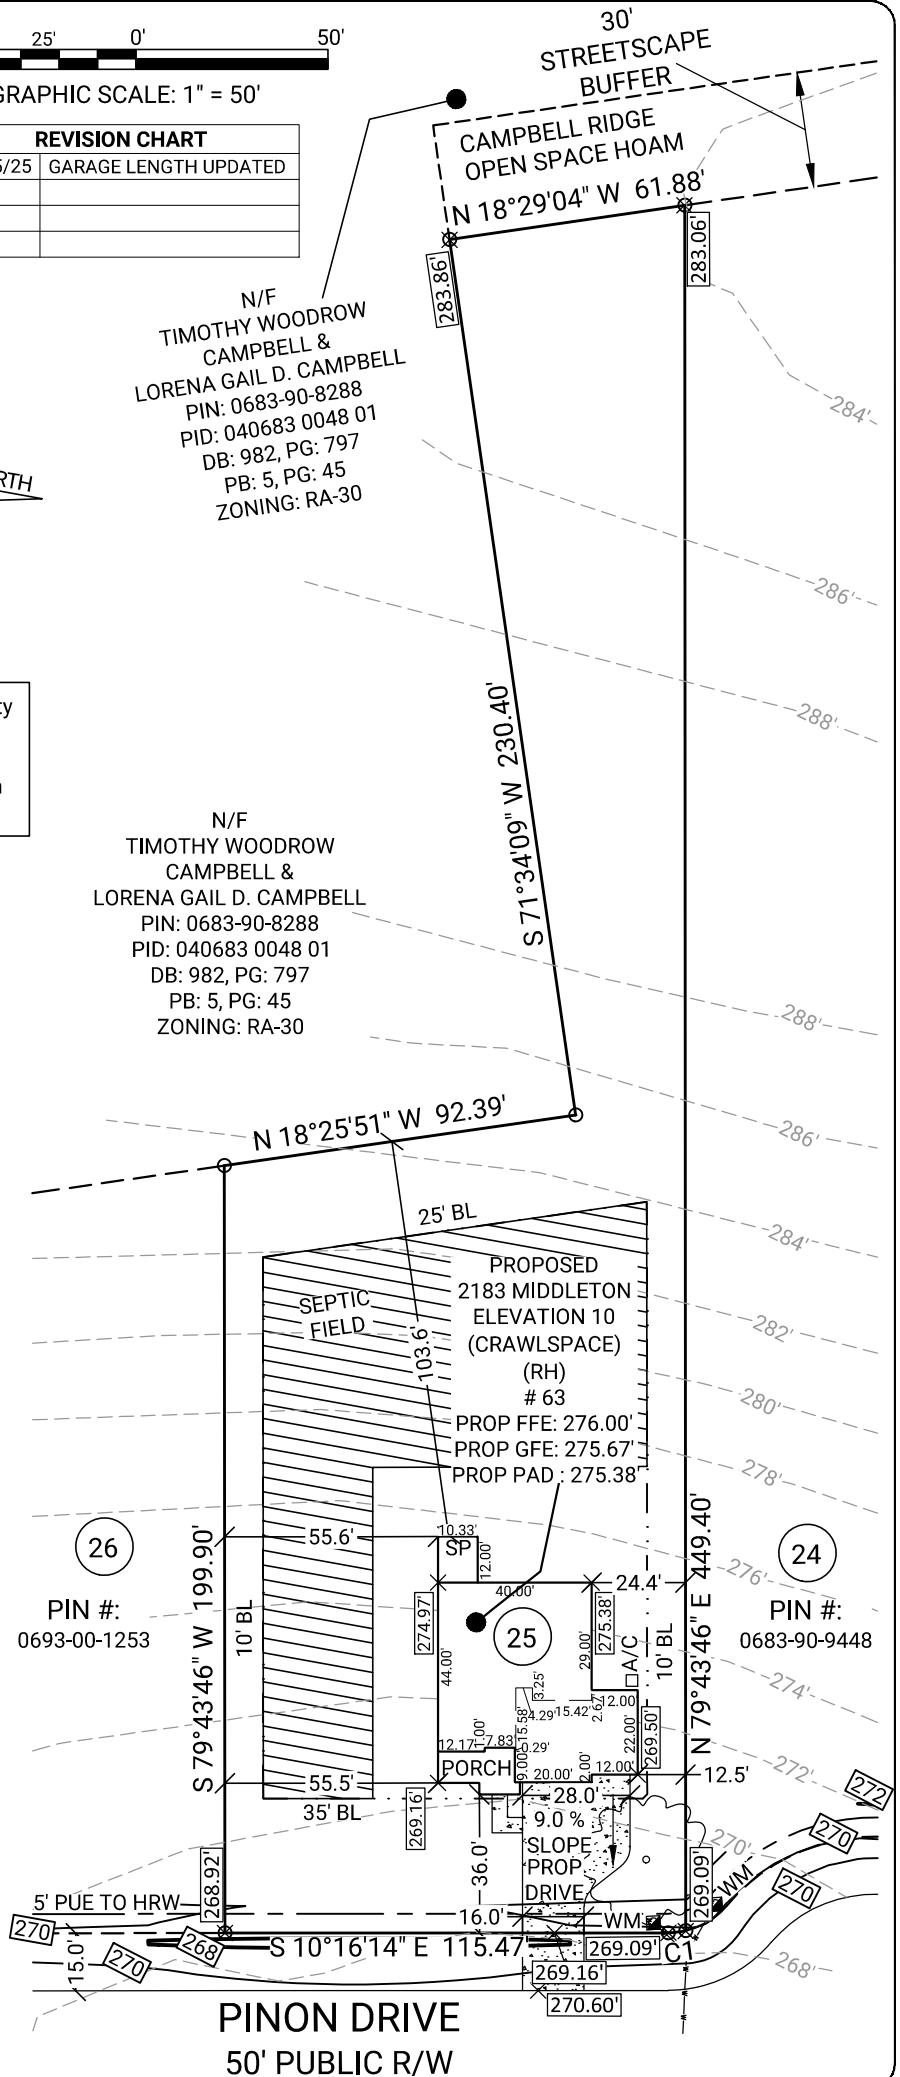 25'
0'
50'
GRAPHIC SCALE: 1" = 50'
REVISION CHART
5/25
GARAGE LENGTH UPDATED
30'
STREETSCAPE
BUFFER
CAMPBELL RIDGE
OPEN SPACE HOAM
N 18°29'04" W 61.88'
283.86'
283.06'
N/F
TIMOTHY WOODROW
CAMPBELL &
LORENA GAIL D. CAMPBELL
PIN: 0683-90-8288
PID: 040683 0048 01
DB: 982, PG: 797
PB: 5, PG: 45
ZONING: RA-30
284'
RTH
286'
288'
S 71°34'09" W 230.40'
N/F
TIMOTHY WOODROW
CAMPBELL &
LORENA GAIL D. CAMPBELL
PIN: 0683-90-8288
PID: 040683 0048 01
DB: 982, PG: 797
PB: 5, PG: 45
ZONING: RA-30
288'
286'
N 18°25'51" W 92.39'
25' BL
284'
SEPTIC
FIELD
103.6'
PROPOSED
2183 MIDDLETON
ELEVATION 10
(CRAWLSPACE)
(RH)
# 63
PROP FFE: 276.00'
PROP GFE: 275.67'
PROP PAD : 275.38'
282'
280'
278'
26
PIN #:
0693-00-1253
S 79°43'46" W 199.90'
10' BL
55.6'
10.33'
SP
12.00'
40.00'
24.4'
N 79°43'46" E 449.40'
276'
24
PIN #:
0683-90-9448
274.97'
25
275.38'
29.00'
44.00'
A/C
10' BL
274'
3.25'
4.29'
15.42'
2.67'
12.00'
15.58'
22.00'
269.50'
12.17'
1.00'
7.83'
0.29'
PORCH
9.00'
20.00'
2.00'
12.00'
12.5'
272'
55.5'
35' BL
269.16'
28.0'
9.0 %
SLOPE
PROP
DRIVE
36.0'
270'
272
270
270
268.92'
5' PUE TO HRW
16.0'
WM
WM
269.09'
270
15.0'
270
268
S 10°16'14" E 115.47'
269.09'
C1
269.16'
270.60'
268'
PINON DRIVE
50' PUBLIC R/W